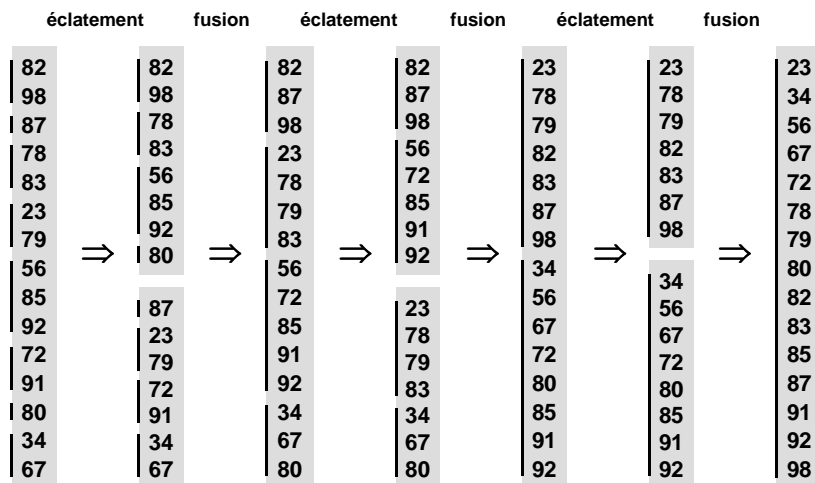 éclatement fusion éclatement fusion éclatement fusion
82 82 82 82 23 23 23
98 98 87 87 78 78 34
87 78 98 98 79 79 56
78 83 23 56 82 82 67
83 56 78 72 83 83 72
23 85 79 85 87 87 78
79 92 83 91 98 98 79
⇒ 80 ⇒ ⇒ 92 ⇒ ⇒ ⇒ 80
56 56 34 34
85 87 72 23 56 56 82
92 23 85 78 67 67 83
72 79 91 79 72 72 85
91 72 92 83 80 80 87
80 91 34 34 85 85 91
34 34 67 67 91 91 92
67 67 80 80 92 92 98